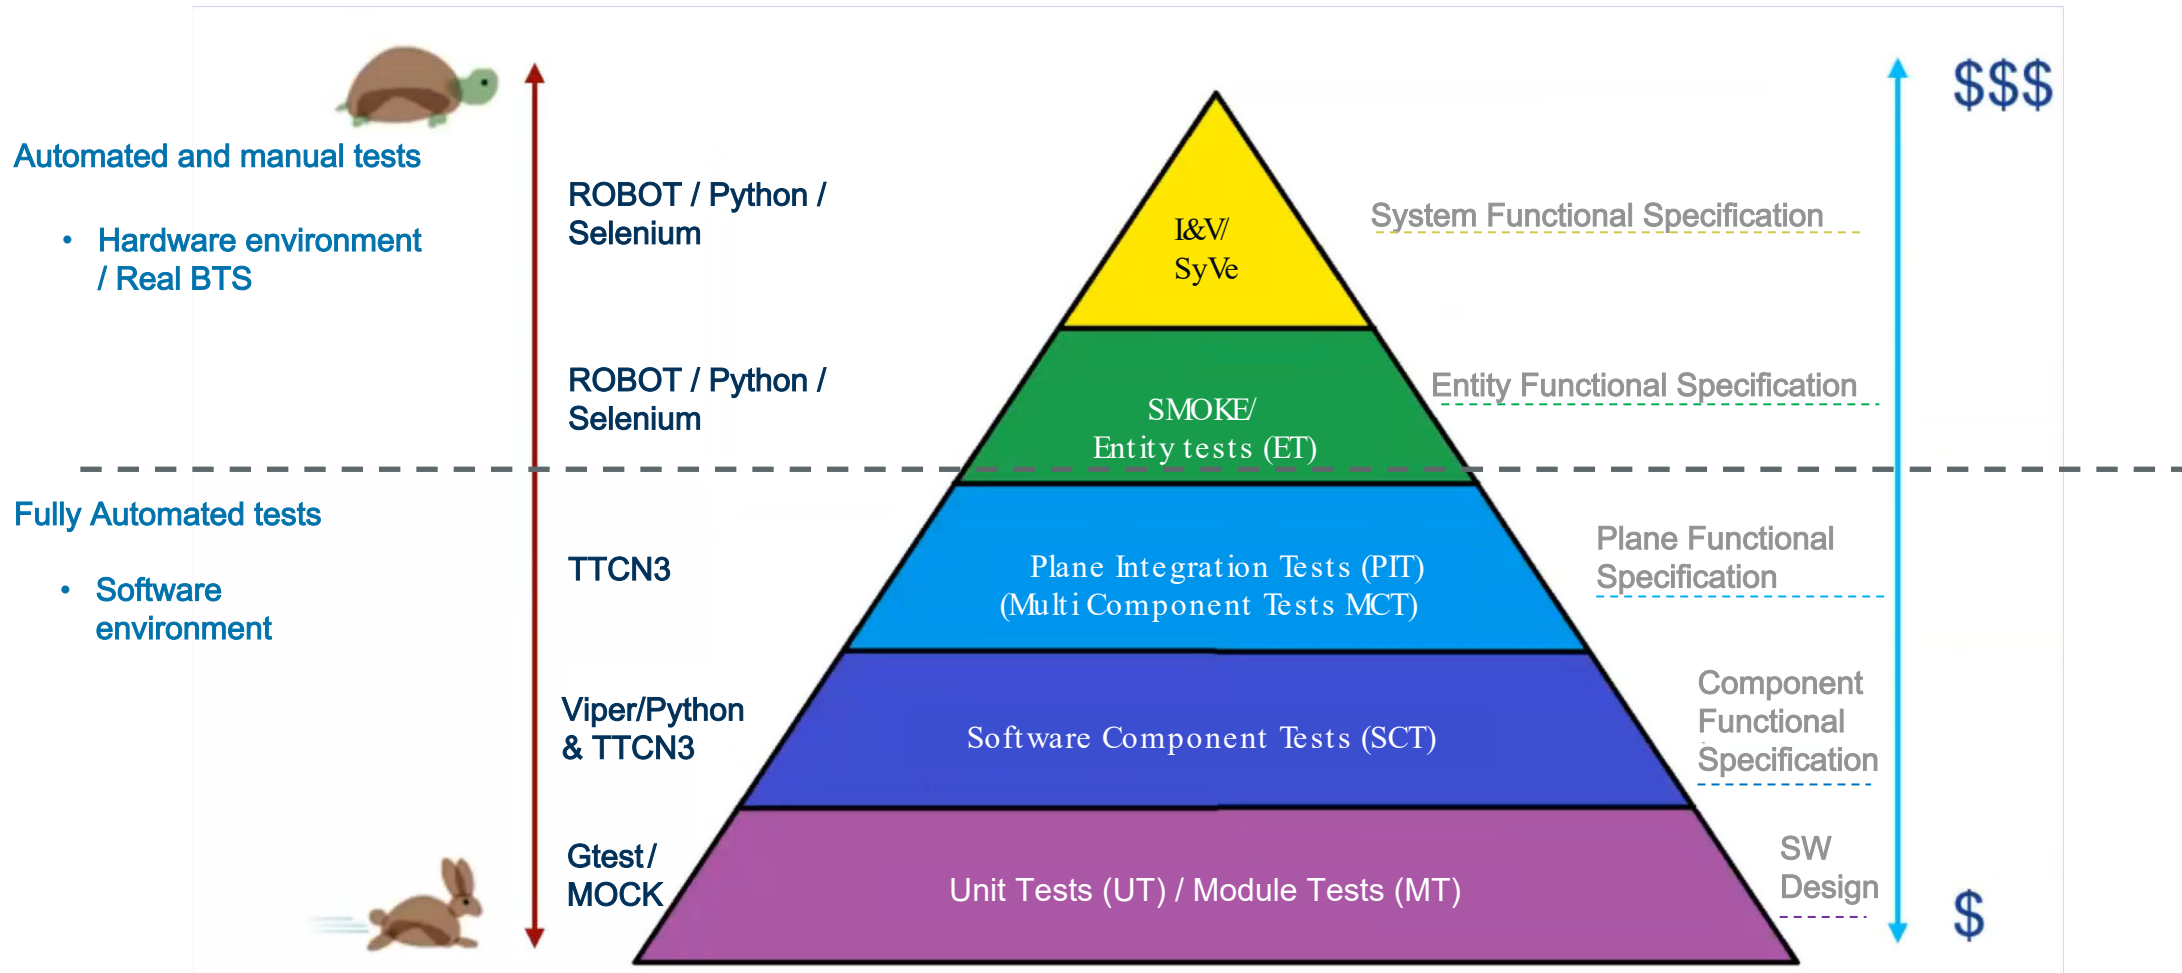 $$$
Automated and manual tests
• Hardware environment
/ Real BTS
ROBOT / Python /
Selenium
I&V/
SyVe
System Functional Specification
ROBOT / Python /
Selenium
SMOKE/
Entity tests (ET)
Entity Functional Specification
Fully Automated tests
• Software
environment
TTCN3
Plane Integration Tests (PIT)
(Multi Component Tests MCT)
Plane Functional
Specification
Viper/Python
& TTCN3
Software Component Tests (SCT)
Component
Functional
Specification
Gtest/
MOCK
Unit Tests (UT) / Module Tests (MT)
SW
Design
$